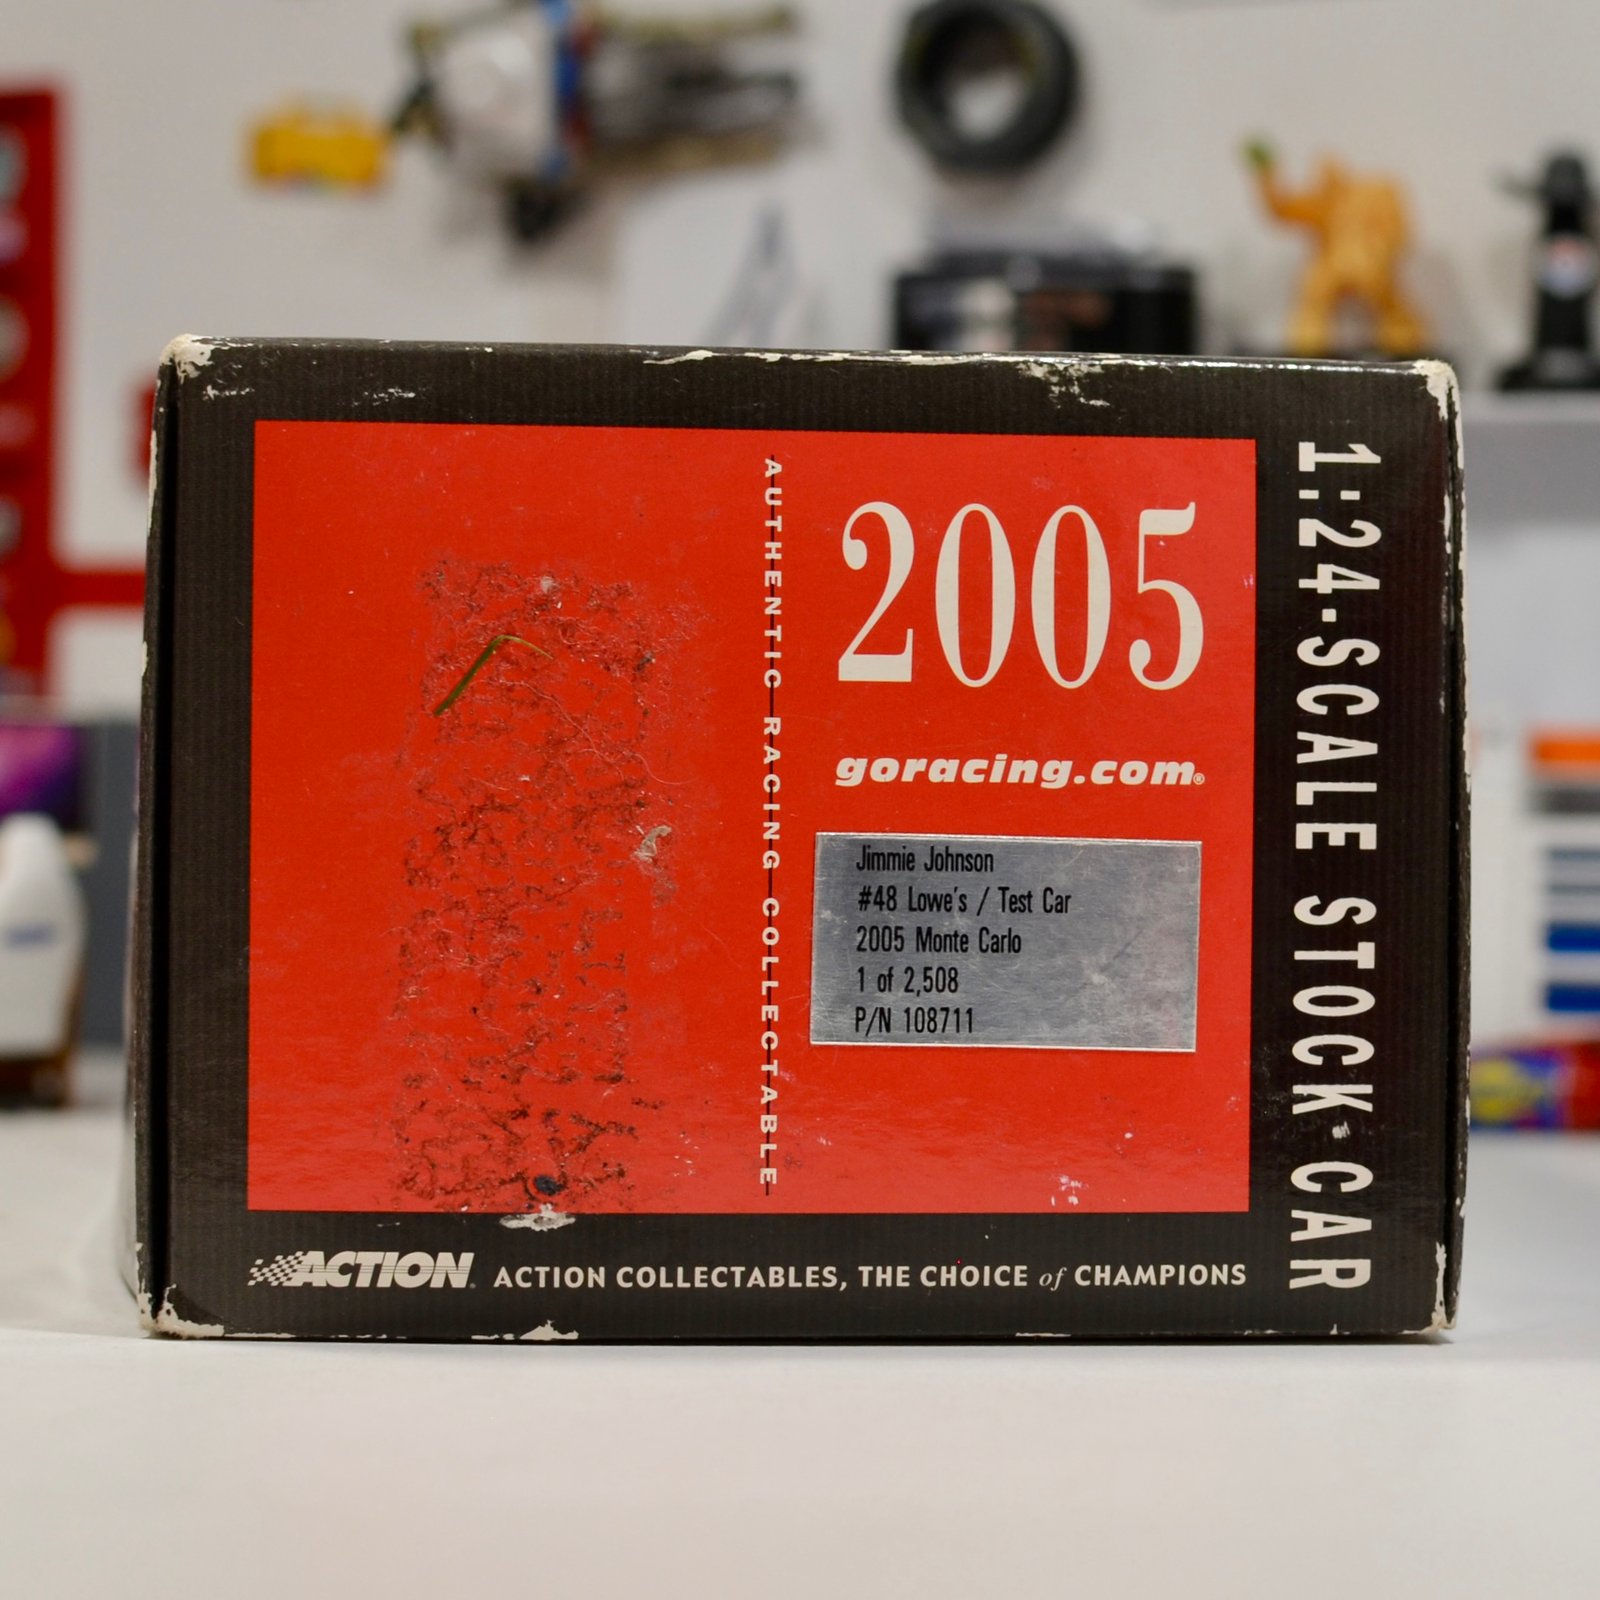 AUTHENTIC RACING COLLECTABLE
2005
goracing.com®
Jimmie Johnson
#48 Lowe's / Test Car
2005 Monte Carlo
1 of 2,508
P/N 108711
1:24-SCALE STOCK CAR
ACTION
ACTION COLLECTABLES, THE CHOICE of CHAMPIONS